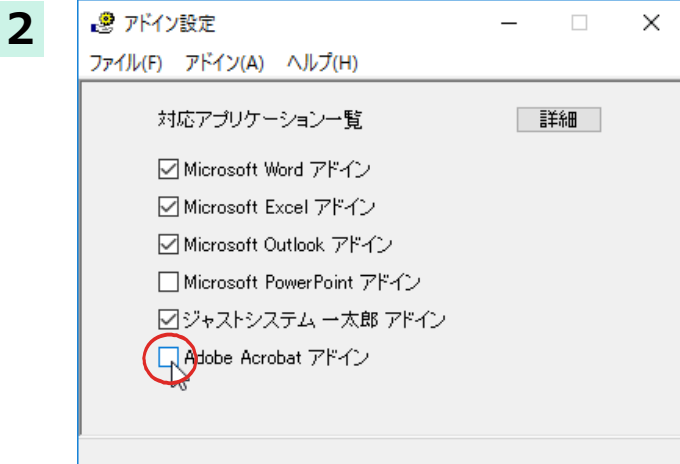 2
アドイン設定
ファイル(F) アドイン(A) ヘルプ(H)
対応アプリケーション一覧 詳細
Microsoft Word アドイン
Microsoft Excel アドイン
Microsoft Outlook アドイン
Microsoft PowerPoint アドイン
ジャストシステム 一太郎 アドイン
Adobe Acrobat アドイン